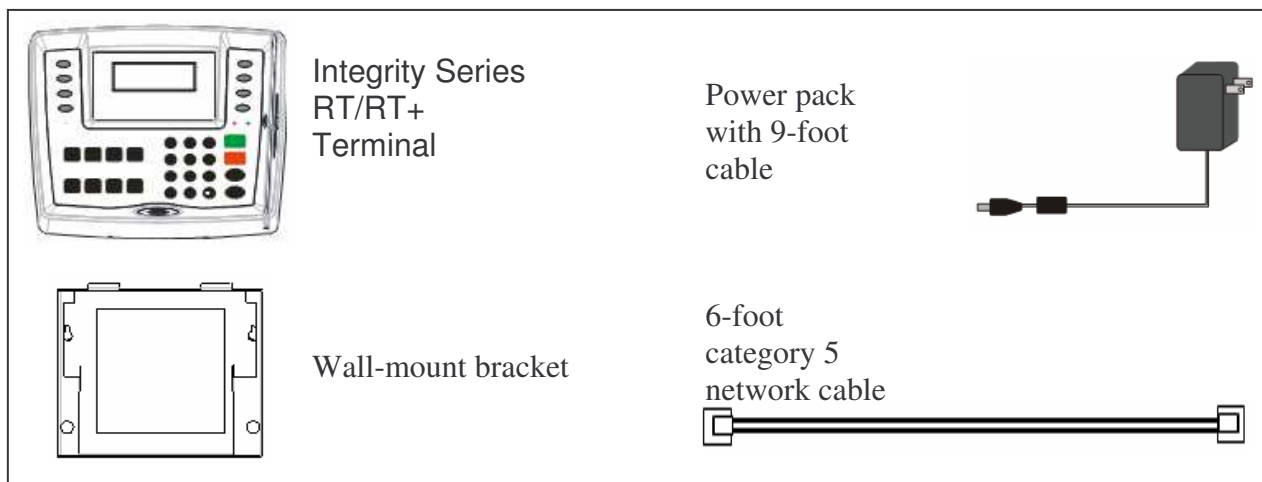 Integrity Series
RT/RT+
Terminal
Power pack
with 9-foot
cable
Wall-mount bracket
6-foot
category 5
network cable